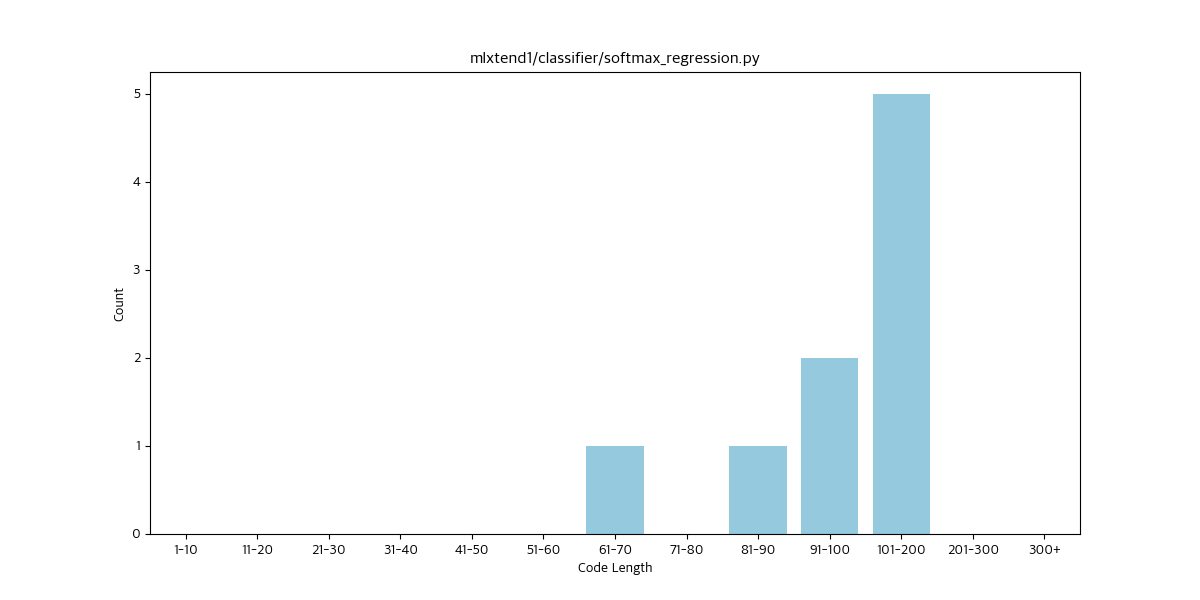 mlxtend1/classifier/softmax_regression.py
5
4
3
2
1
0
Count
1-10 11-20 21-30 31-40 41-50 51-60 61-70 71-80 81-90 91-100 101-200 201-300 300+
Code Length